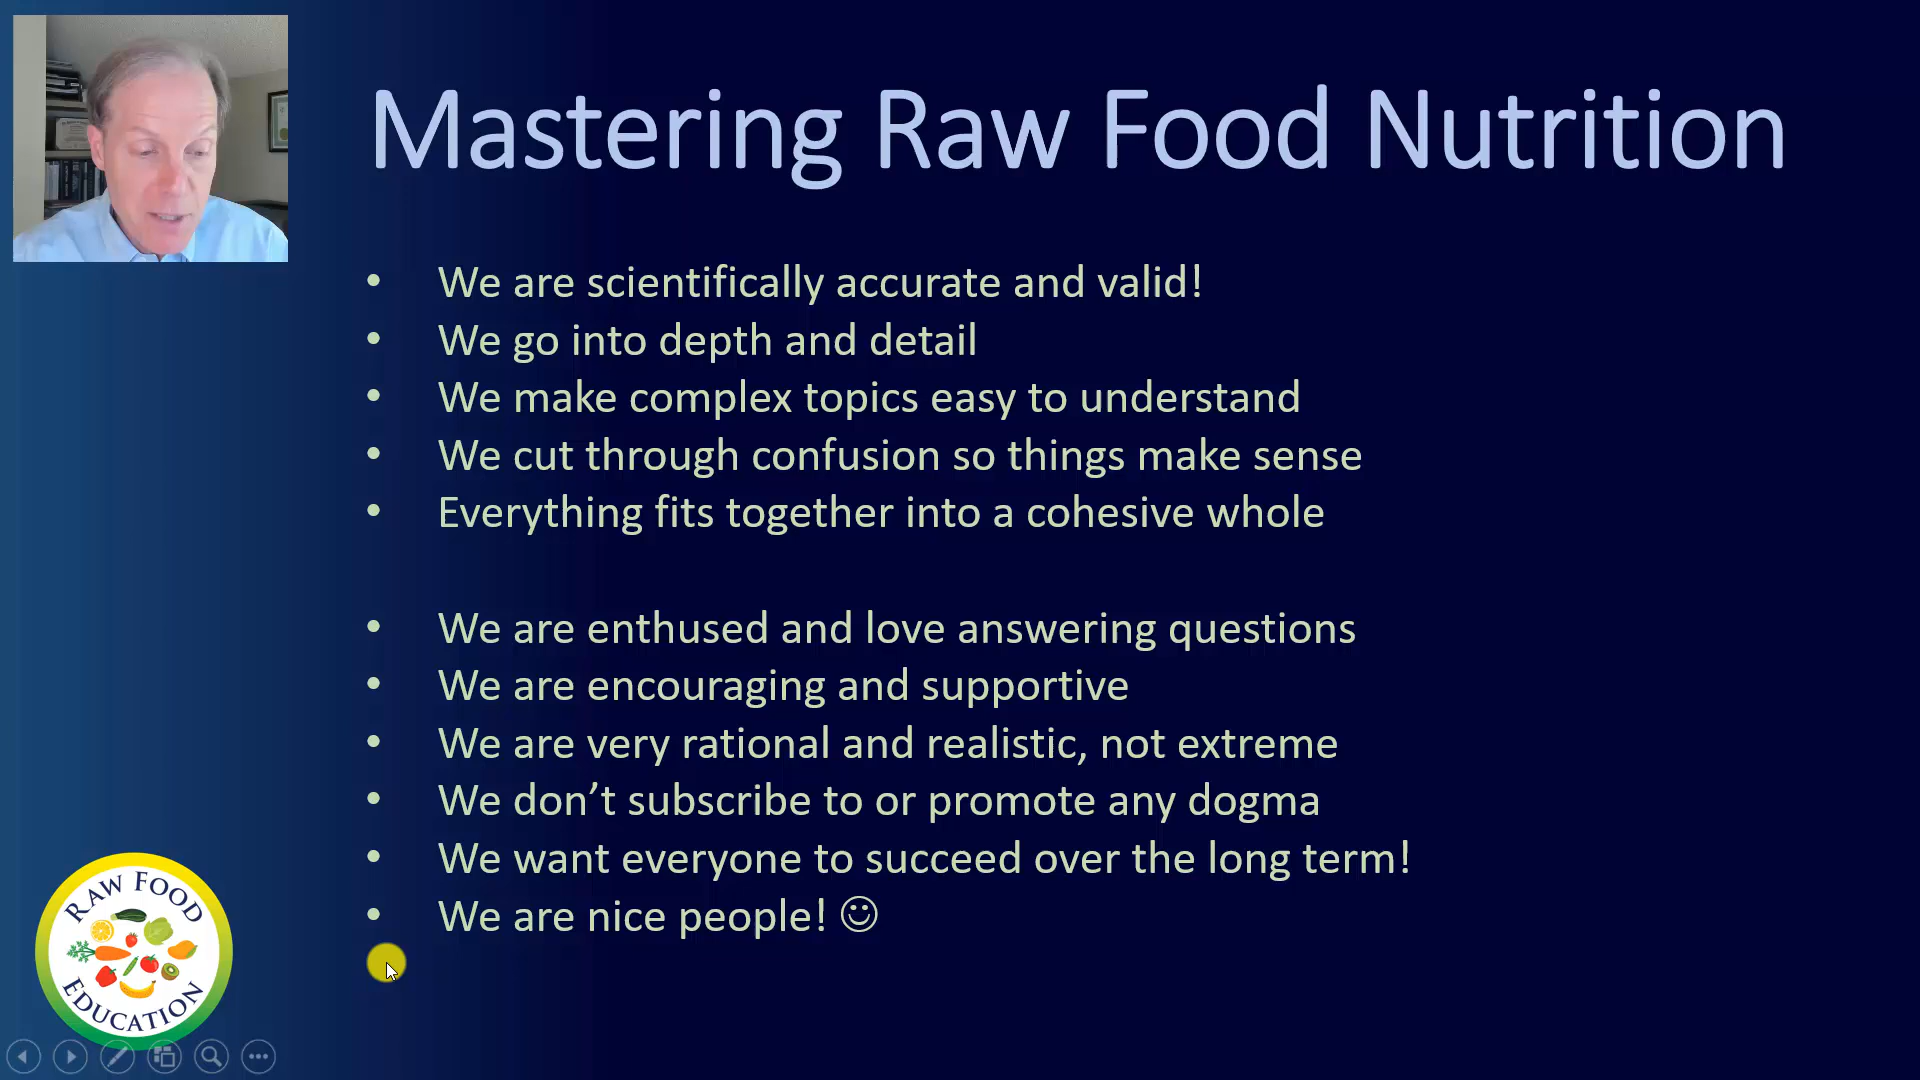 Mastering Raw Food Nutrition
• We are scientifically accurate and valid!
• We go into depth and detail
• We make complex topics easy to understand
• We cut through confusion so things make sense
• Everything fits together into a cohesive whole
• We are enthused and love answering questions
• We are encouraging and supportive
• We are very rational and realistic, not extreme
• We don’t subscribe to or promote any dogma
• We want everyone to succeed over the long term!
• We are nice people! ☺
RAW FOOD
EDUCATION